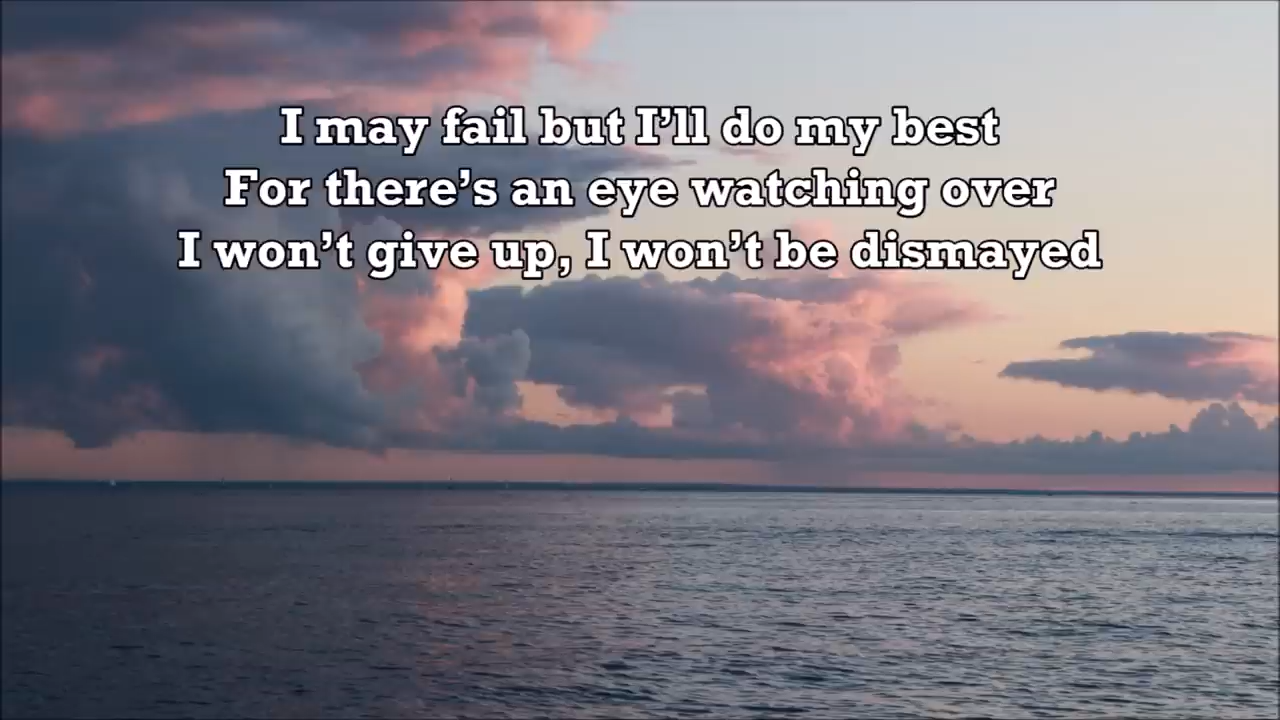 I may fail but I’ll do my best
For there’s an eye watching over
I won’t give up, I won’t be dismayed